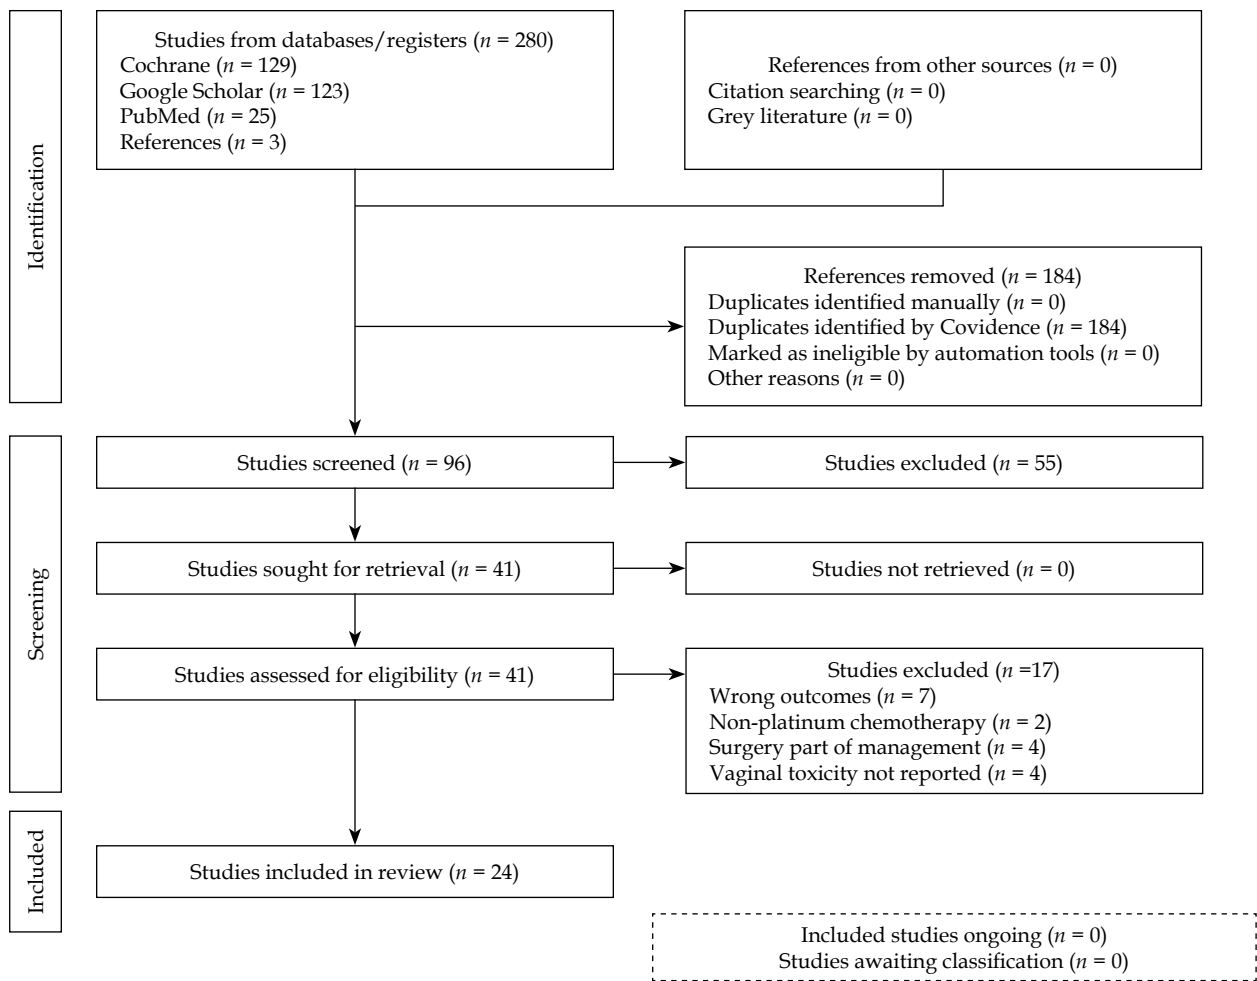 Identification
Studies from databases/registers (n = 280)
Cochrane (n = 129)
Google Scholar (n = 123)
PubMed (n = 25)
References (n = 3)
References from other sources (n = 0)
Citation searching (n = 0)
Grey literature (n = 0)
References removed (n = 184)
Duplicates identified manually (n = 0)
Duplicates identified by Covidence (n = 184)
Marked as ineligible by automation tools (n = 0)
Other reasons (n = 0)
Screening
Studies screened (n = 96)
Studies excluded (n = 55)
Studies sought for retrieval (n = 41)
Studies not retrieved (n = 0)
Studies assessed for eligibility (n = 41)
Studies excluded (n =17)
Wrong outcomes (n = 7)
Non-platinum chemotherapy (n = 2)
Surgery part of management (n = 4)
Vaginal toxicity not reported (n = 4)
Included
Studies included in review (n = 24)
Included studies ongoing (n = 0)
Studies awaiting classification (n = 0)